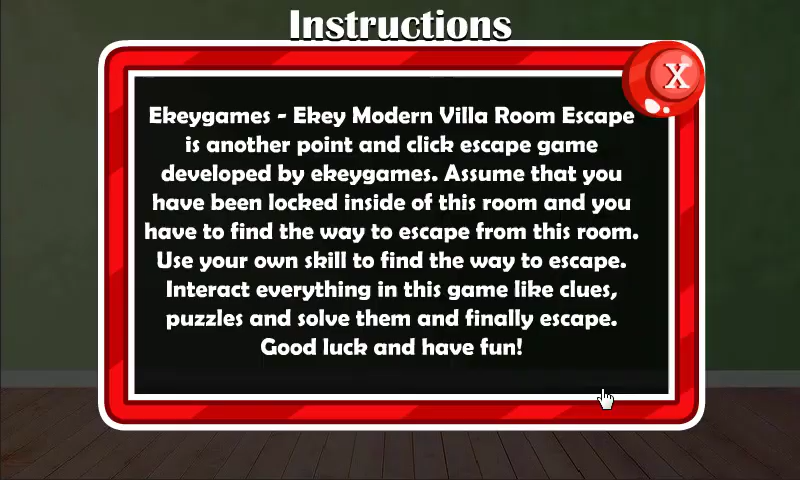 Instructions
X
Ekeygames - Ekey Modern Villa Room Escape
is another point and click escape game
developed by ekeygames. Assume that you
have been locked inside of this room and you
have to find the way to escape from this room.
Use your own skill to find the way to escape.
Interact everything in this game like clues,
puzzles and solve them and finally escape.
Good luck and have fun!